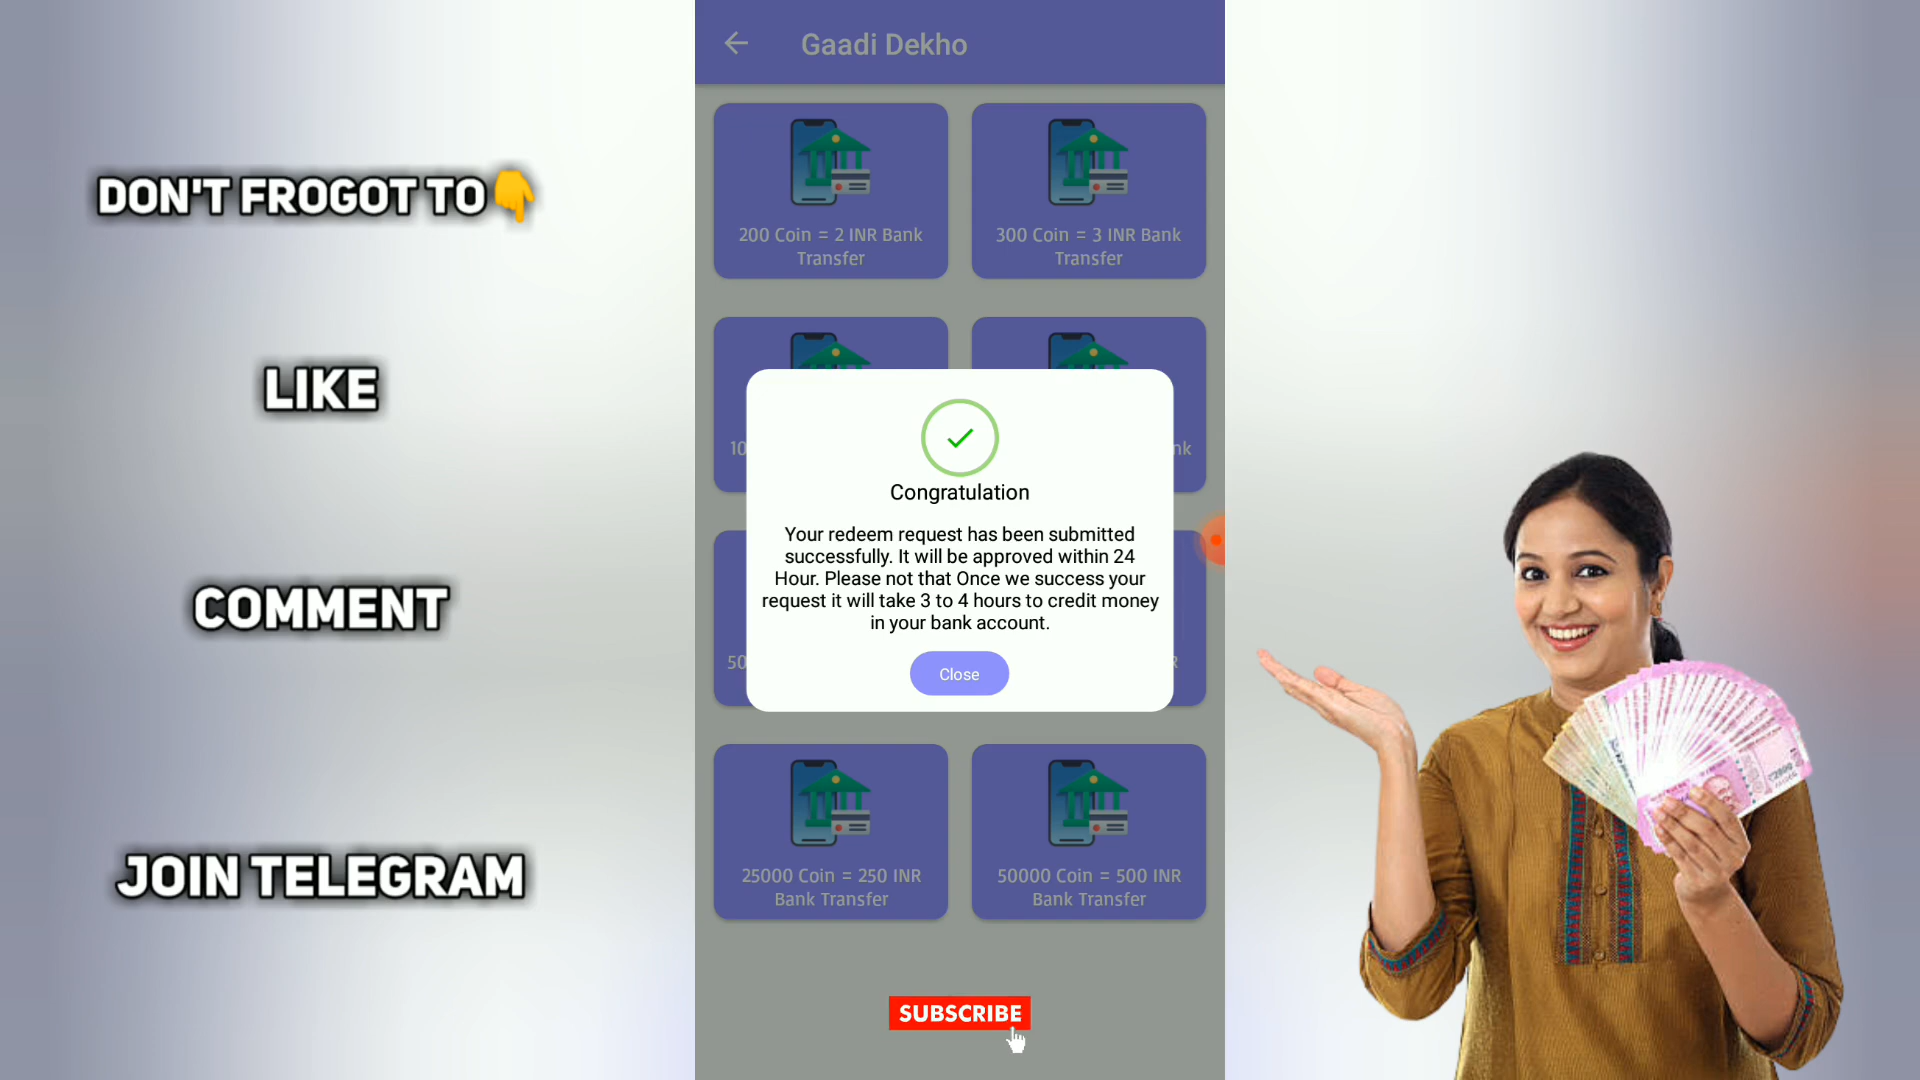 DON'T FROGOT TO👇
LIKE
COMMENT
JOIN TELEGRAM
Gaadi Dekho
200 Coin = 2 INR Bank
Transfer
300 Coin = 3 INR Bank
Transfer
10
nk
50
R
Congratulation
Your redeem request has been submitted
successfully. It will be approved within 24
Hour. Please not that Once we success your
request it will take 3 to 4 hours to credit money
in your bank account.
Close
25000 Coin = 250 INR
Bank Transfer
50000 Coin = 500 INR
Bank Transfer
SUBSCRIBE